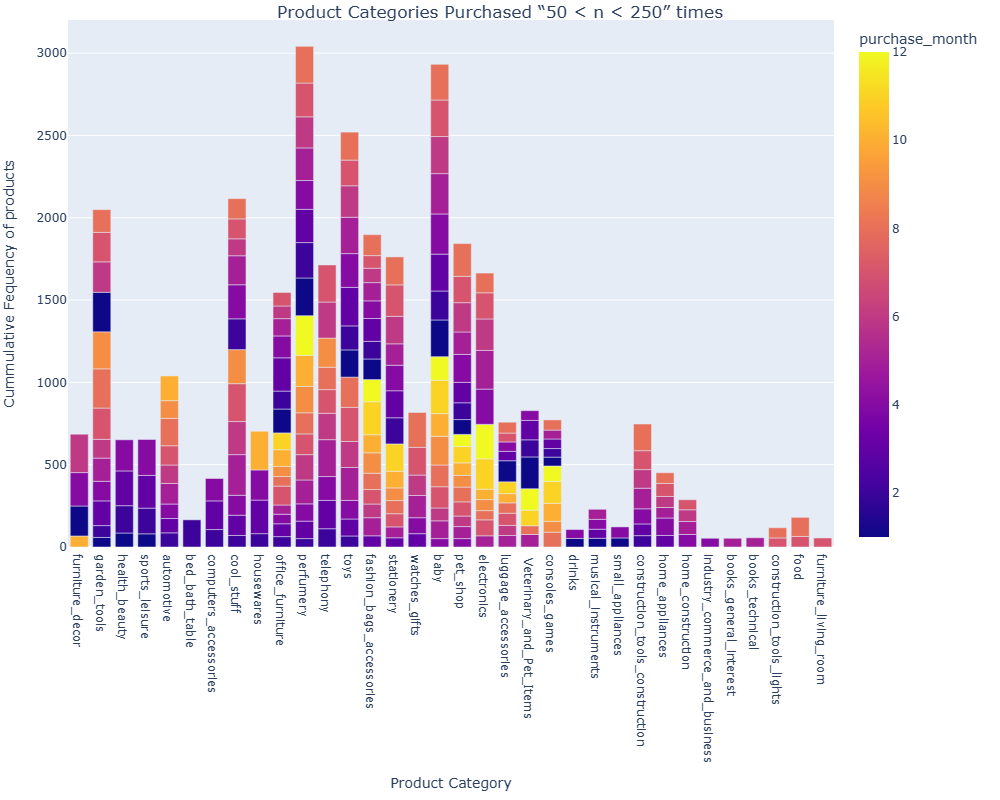 Product Categories Purchased “50 < n < 250” times
purchase_month
12
10
8
6
4
2
Cummulative Fequency of products
3000
2500
2000
1500
1000
500
0
furniture_decor
garden_tools
health_beauty
sports_leisure
automotive
bed_bath_table
computers_accessories
cool_stuff
housewares
office_furniture
perfumery
telephony
toys
fashion_bags_accessories
stationery
watches_gifts
baby
pet_shop
electronics
luggage_accessories
Veterinary_and_Pet_Items
consoles_games
drinks
musical_instruments
small_appliances
construction_tools_construction
home_appliances
home_construction
industry_commerce_and_business
books_general_interest
books_technical
construction_tools_lights
food
furniture_living_room
Product Category